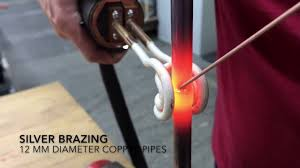 SILVER BRAZING
12 MM DIAMETER COPPER PIPES